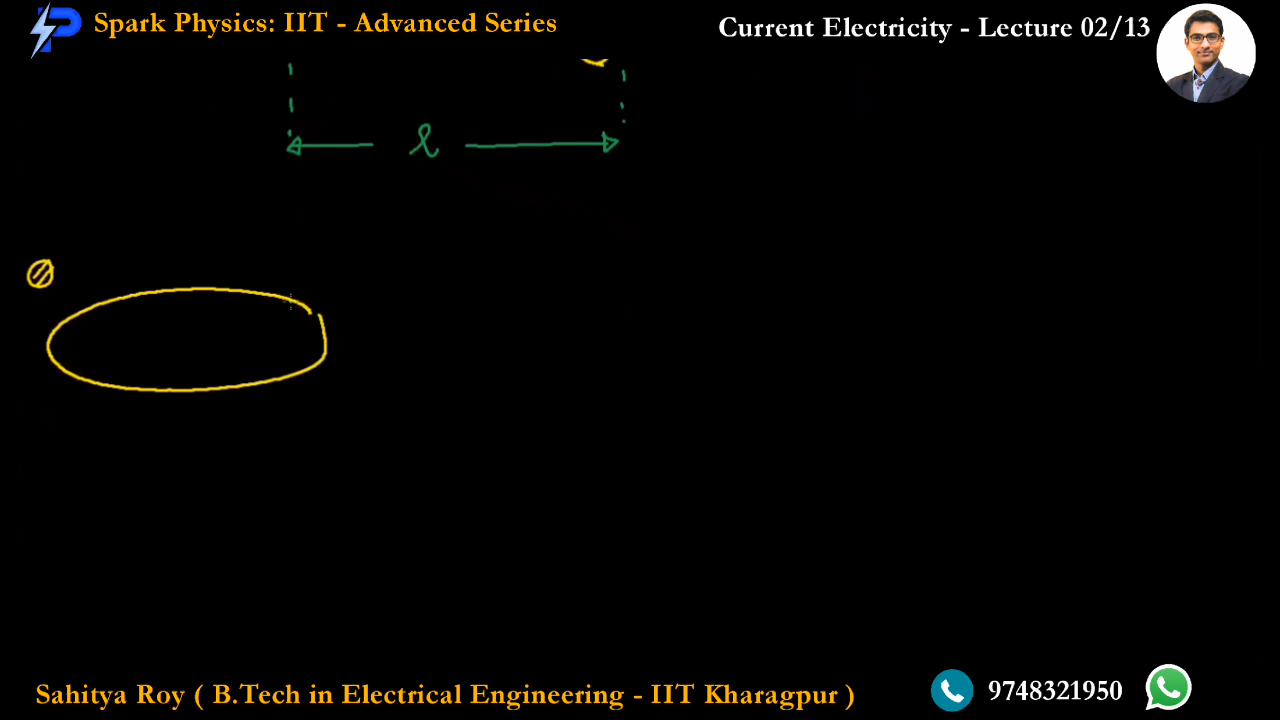 Spark Physics: IIT - Advanced Series
Current Electricity - Lecture 02/13
l
Sahitya Roy ( B.Tech in Electrical Engineering - IIT Kharagpur )
9748321950